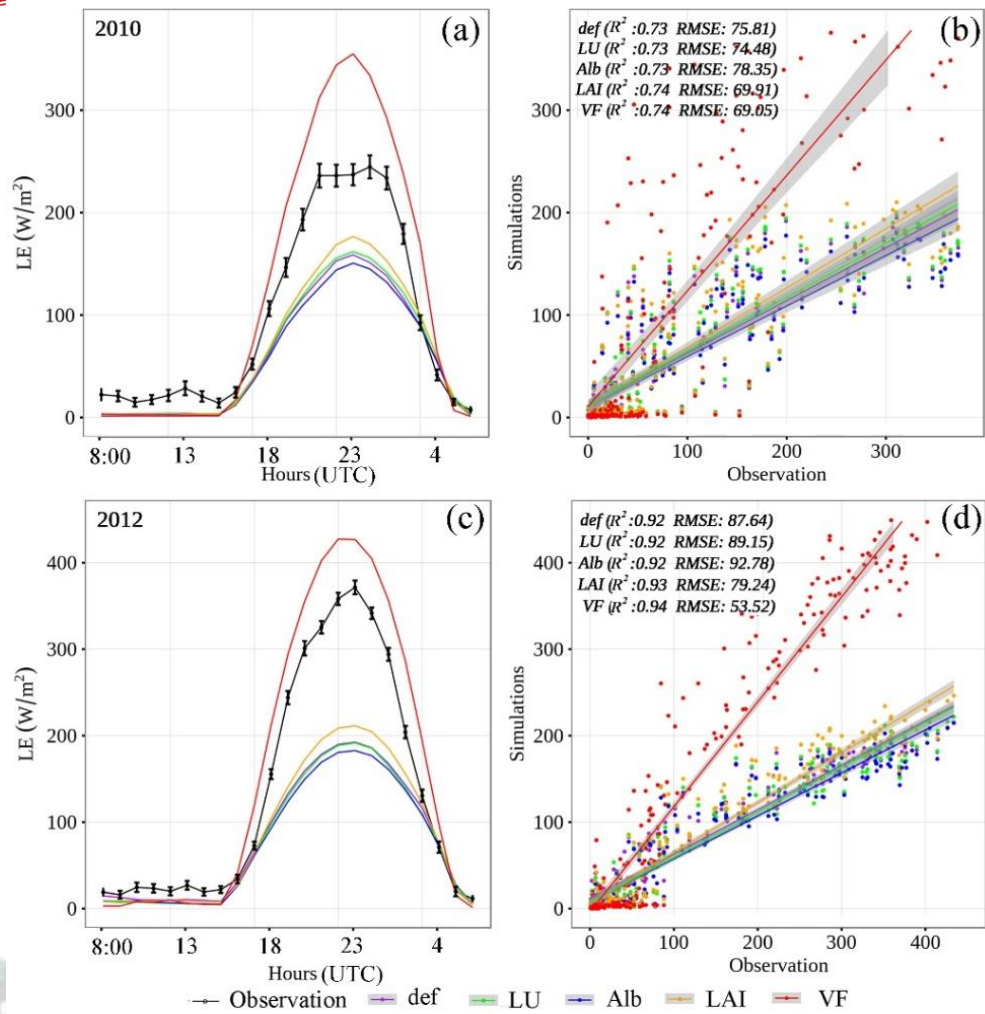 2010
(a)
300
200
100
0
LE (W/m²)
8:00 13 18 23 4
Hours (UTC)
(b)
def (R²:0.73 RMSE: 75.81)
LU (R²:0.73 RMSE: 74.48)
Alb (R²:0.73 RMSE: 78.35)
LAI (R²:0.74 RMSE: 69.91)
VF (R²:0.74 RMSE: 69.05)
300
200
100
0
Simulations
0 100 200 300
Observation
2012
(c)
400
300
200
100
0
LE (W/m²)
8:00 13 18 23 4
Hours (UTC)
(d)
def (R²:0.92 RMSE: 87.64)
LU (R²:0.92 RMSE: 89.15)
Alb (R²:0.92 RMSE: 92.78)
LAI (R²:0.93 RMSE: 79.24)
VF (R²:0.94 RMSE: 53.52)
400
300
200
100
0
Simulations
0 100 200 300 400
Observation
Observation def LU Alb LAI VF